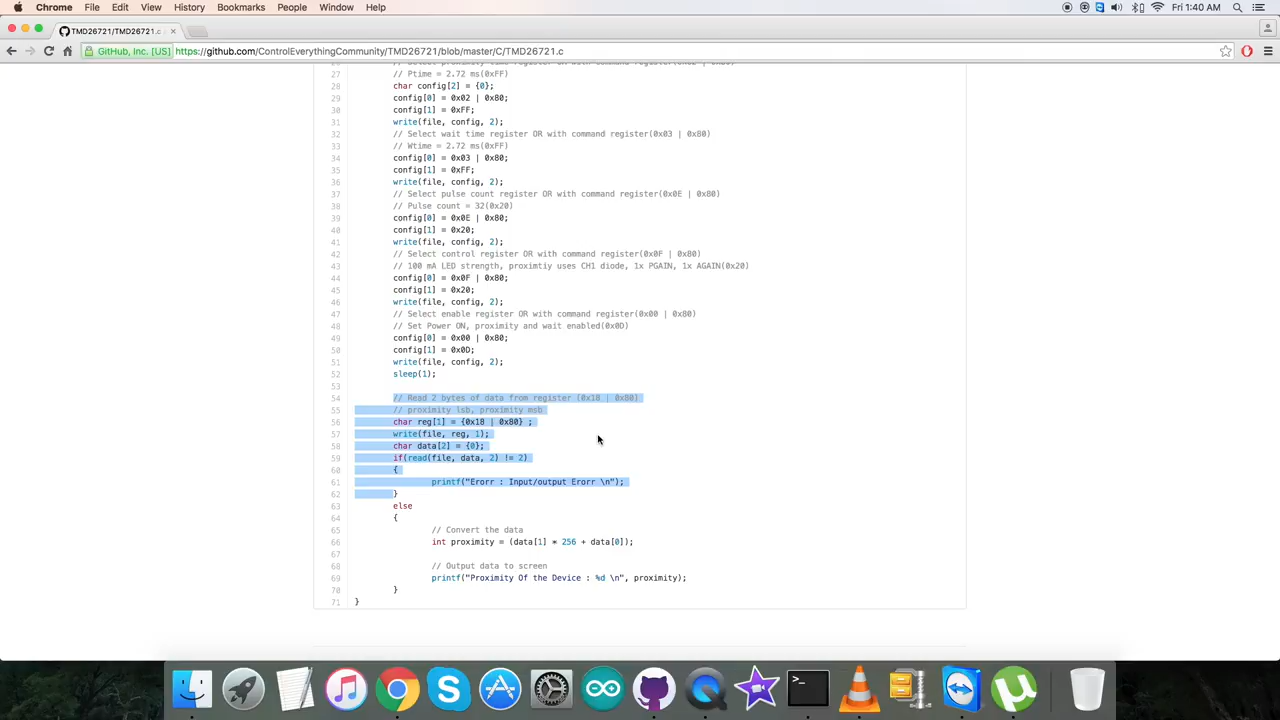 Chrome File Edit View History Bookmarks People Window Help Fri 1:40 AM
TMD26721/TMD26721.c
GitHub, Inc. [US] https://github.com/ControlEverythingCommunity/TMD26721/blob/master/C/TMD26721.c
27 // Ptime = 2.72 ms(0xFF)
28 char config[2] = {0};
29 config[0] = 0x02 | 0x80;
30 config[1] = 0xFF;
31 write(file, config, 2);
32 // Select wait time register OR with command register(0x03 | 0x80)
33 // Wtime = 2.72 ms(0xFF)
34 config[0] = 0x03 | 0x80;
35 config[1] = 0xFF;
36 write(file, config, 2);
37 // Select pulse count register OR with command register(0x0E | 0x80)
38 // Pulse count = 32(0x20)
39 config[0] = 0x0E | 0x80;
40 config[1] = 0x20;
41 write(file, config, 2);
42 // Select control register OR with command register(0x0F | 0x80)
43 // 100 mA LED strength, proximtiy uses CH1 diode, 1x PGAIN, 1x AGAIN(0x20)
44 config[0] = 0x0F | 0x80;
45 config[1] = 0x20;
46 write(file, config, 2);
47 // Select enable register OR with command register(0x00 | 0x80)
48 // Set Power ON, proximity and wait enabled(0x0D)
49 config[0] = 0x00 | 0x80;
50 config[1] = 0x0D;
51 write(file, config, 2);
52 sleep(1);
53
54 // Read 2 bytes of data from register (0x18 | 0x80)
55 // proximity lsb, proximity msb
56 char reg[1] = {0x18 | 0x80} ;
57 write(file, reg, 1);
58 char data[2] = {0};
59 if(read(file, data, 2) != 2)
60 {
61 printf("Erorr : Input/output Erorr \n");
62 }
63 else
64 {
65 // Convert the data
66 int proximity = (data[1] * 256 + data[0]);
67
68 // Output data to screen
69 printf("Proximity Of the Device : %d \n", proximity);
70 }
71 }